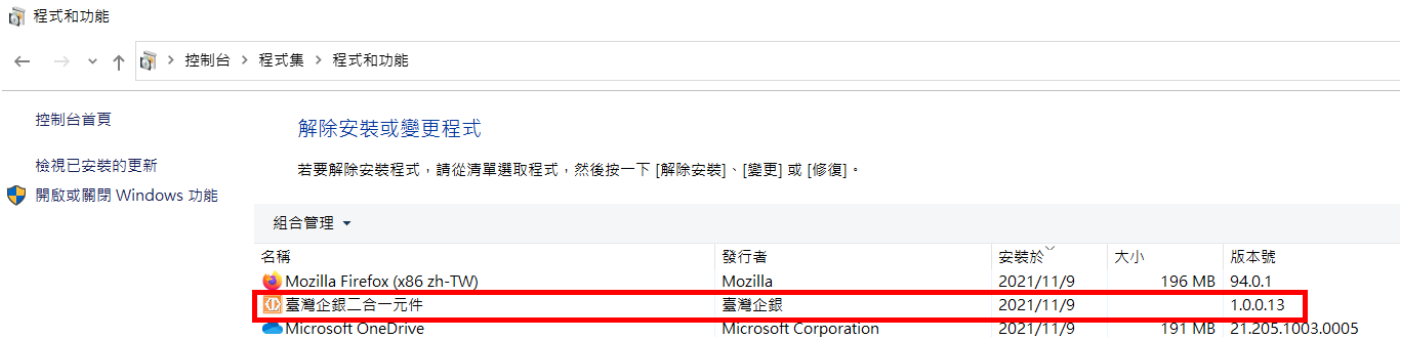 程式和功能
控制台 > 程式集 > 程式和功能
控制台首頁
檢視已安裝的更新
開啟或關閉 Windows 功能
解除安裝或變更程式
若要解除安裝程式，請從清單選取程式，然後按一下 [解除安裝]、[變更] 或 [修復]。
組合管理
名稱 發行者 安裝於 大小 版本號
Mozilla Firefox (x86 zh-TW) Mozilla 2021/11/9 196 MB 94.0.1
臺灣企銀二合一元件 臺灣企銀 2021/11/9 1.0.0.13
Microsoft OneDrive Microsoft Corporation 2021/11/9 191 MB 21.205.1003.0005